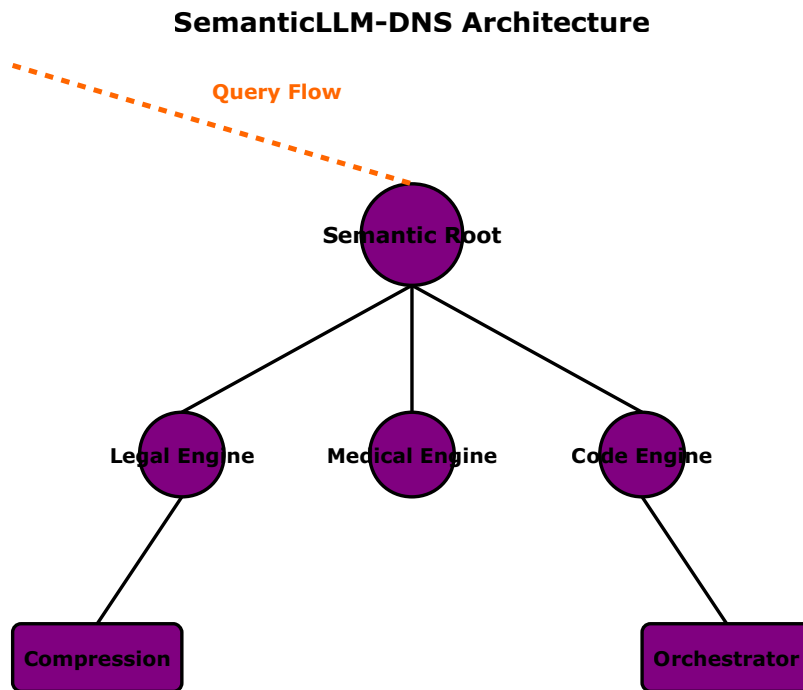 SemanticLLM-DNS Architecture
Query Flow
Semantic Root
Legal Engine
Medical Engine
Code Engine
Compression
Orchestrator